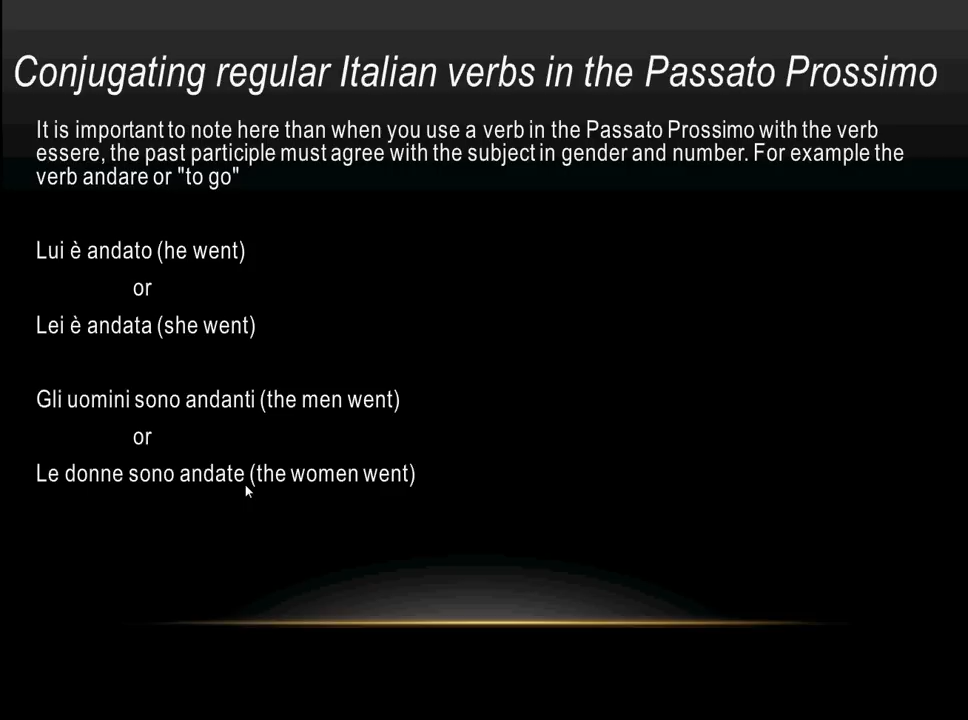 Conjugating regular Italian verbs in the Passato Prossimo
It is important to note here than when you use a verb in the Passato Prossimo with the verb
essere, the past participle must agree with the subject in gender and number. For example the
verb andare or "to go"
Lui è andato (he went)
or
Lei è andata (she went)
Gli uomini sono andanti (the men went)
or
Le donne sono andate (the women went)